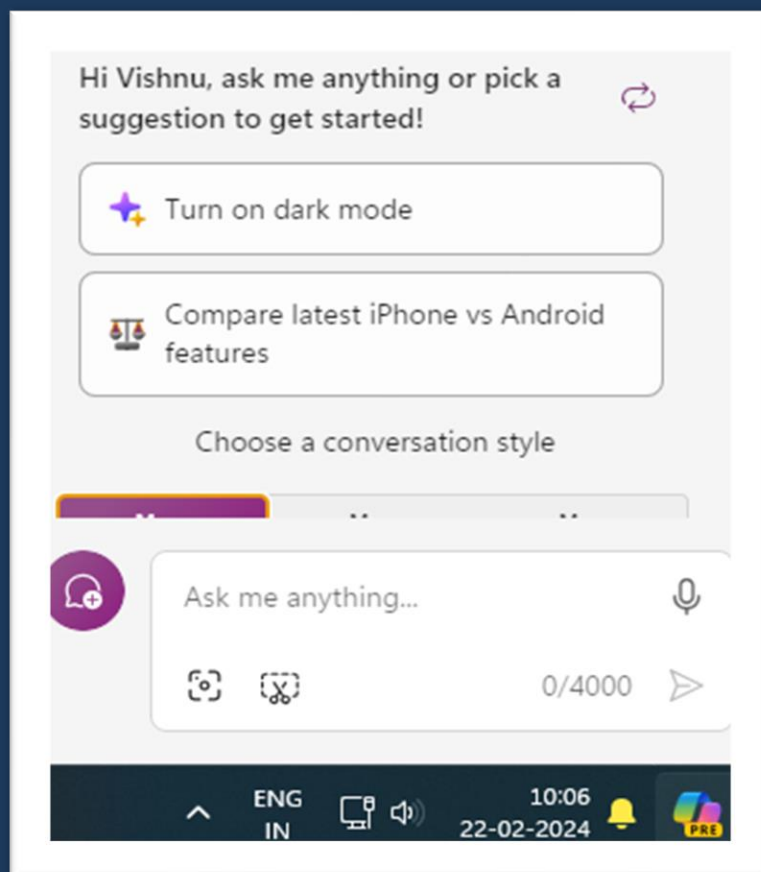 Hi Vishnu, ask me anything or pick a
suggestion to get started!
Turn on dark mode
Compare latest iPhone vs Android
features
Choose a conversation style
Ask me anything...
0/4000
ENG
IN
10:06
22-02-2024
PRE